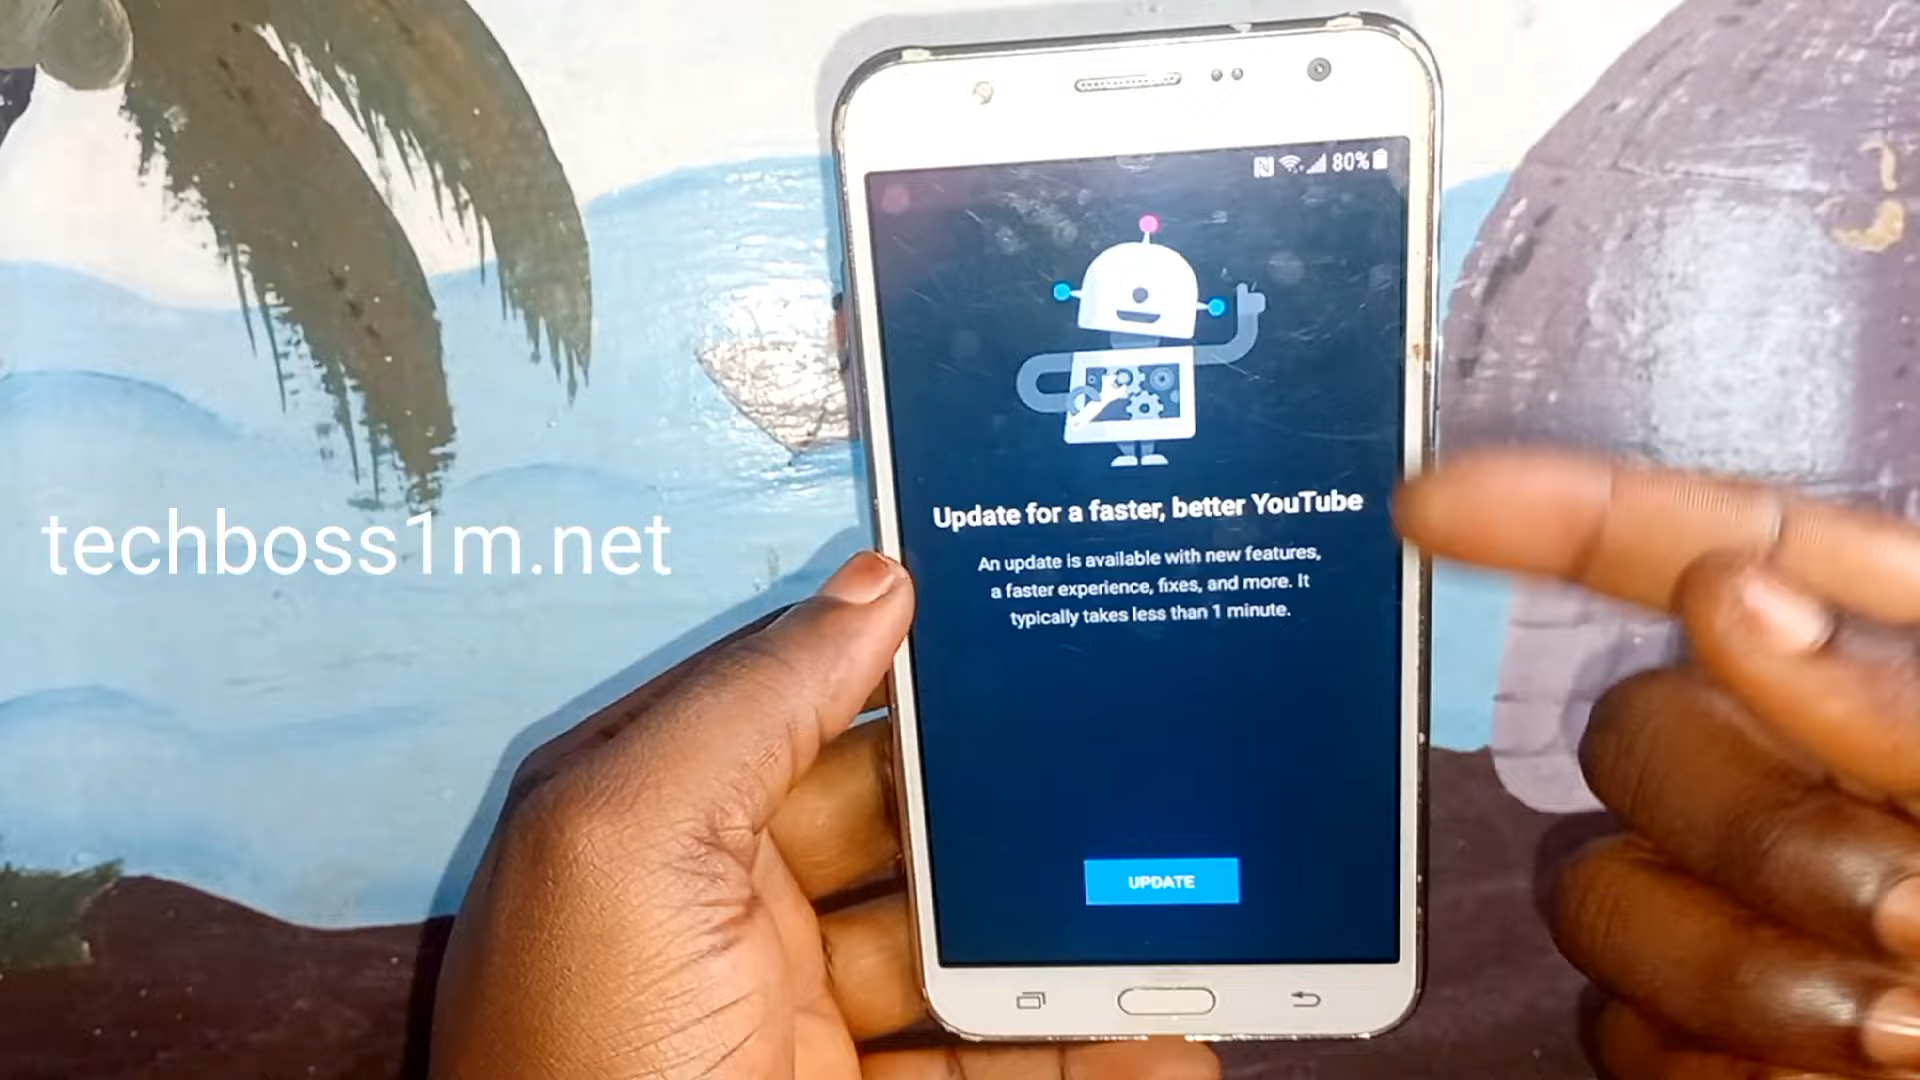 80%
Update for a faster, better YouTube
An update is available with new features,
a faster experience, fixes, and more. It
typically takes less than 1 minute.
UPDATE
techboss1m.net